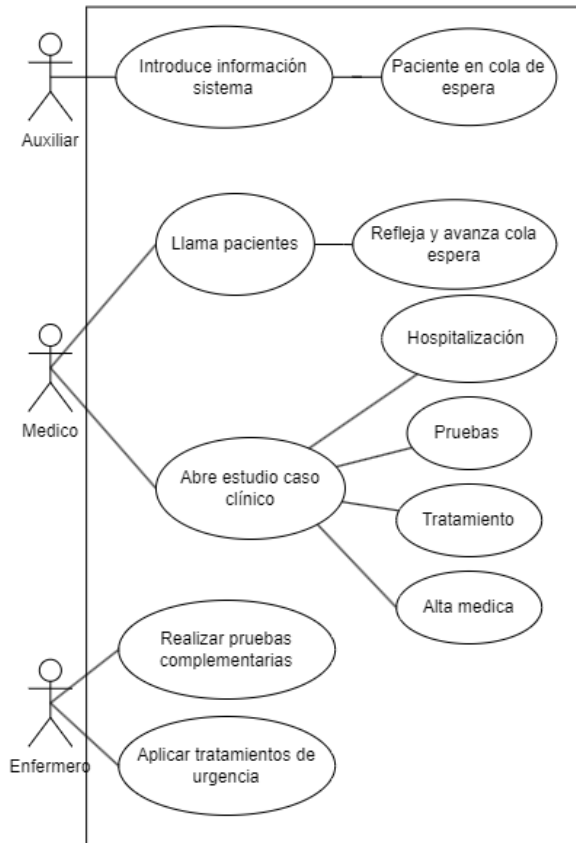 Introduce información
sistema
Paciente en cola de
espera
Auxiliar
Llama pacientes
Refleja y avanza cola
espera
Hospitalización
Medico
Pruebas
Abre estudio caso
clínico
Tratamiento
Alta medica
Realizar pruebas
complementarias
Enfermero
Aplicar tratamientos de
urgencia